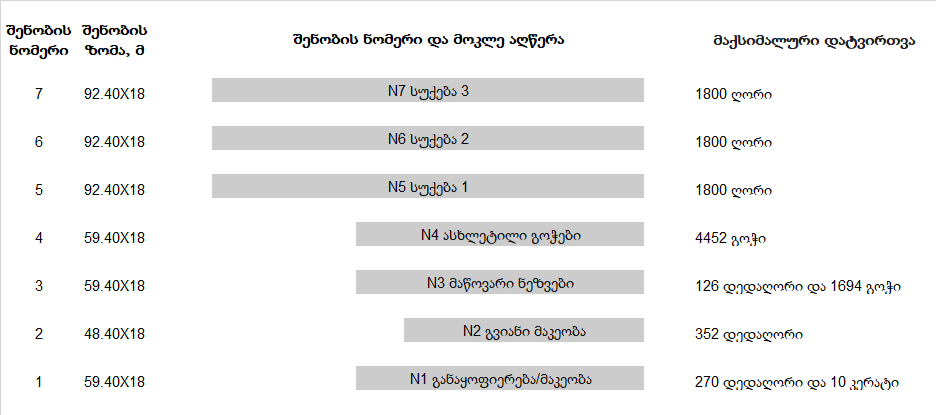 შენობის ნომერი შენობის ზომა, მ შენობის ნომერი და მოკლე აღწერა მაქსიმალური დატვირთვა
7 92.40X18 N7 სუქება 3 1800 ღორი
6 92.40X18 N6 სუქება 2 1800 ღორი
5 92.40X18 N5 სუქება 1 1800 ღორი
4 59.40X18 N4 ასხლეტილი გოჭები 4452 გოჭი
3 59.40X18 N3 მაწოვარი ნეზვები 126 დედაღორი და 1694 გოჭი
2 48.40X18 N2 გვიანი მაკეობა 352 დედაღორი
1 59.40X18 N1 განაყოფიერება/მაკეობა 270 დედაღორი და 10 კერატი